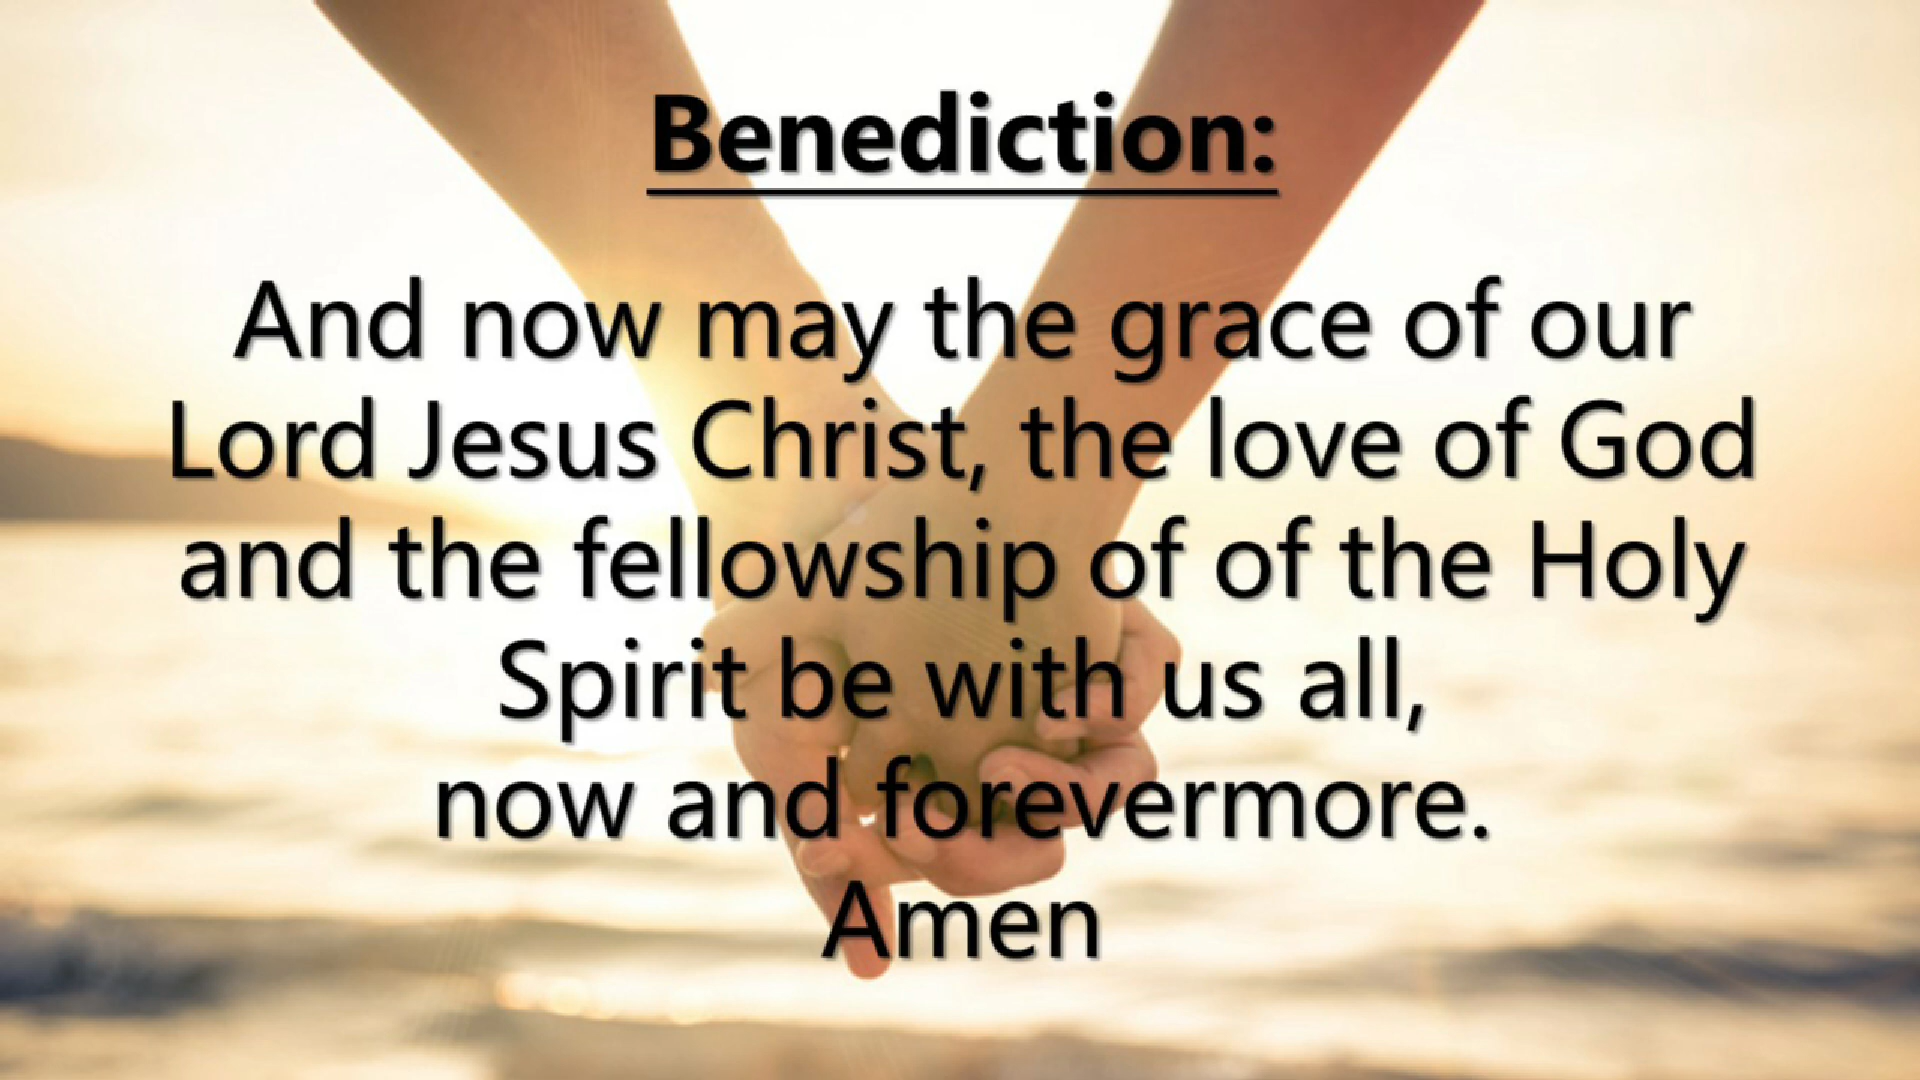 Benediction:
And now may the grace of our
Lord Jesus Christ, the love of God
and the fellowship of of the Holy
Spirit be with us all,
now and forevermore.
Amen